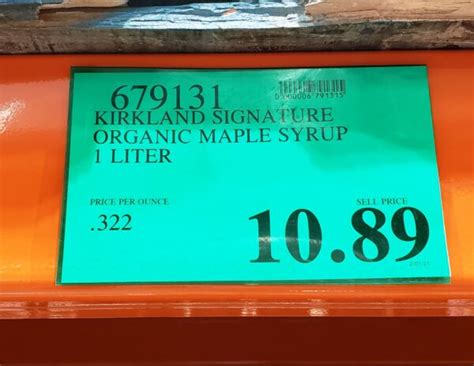 679131
KIRKLAND SIGNATURE
ORGANIC MAPLE SYRUP
1 LITER
PRICE PER OUNCE
.322
SELL PRICE
10.89